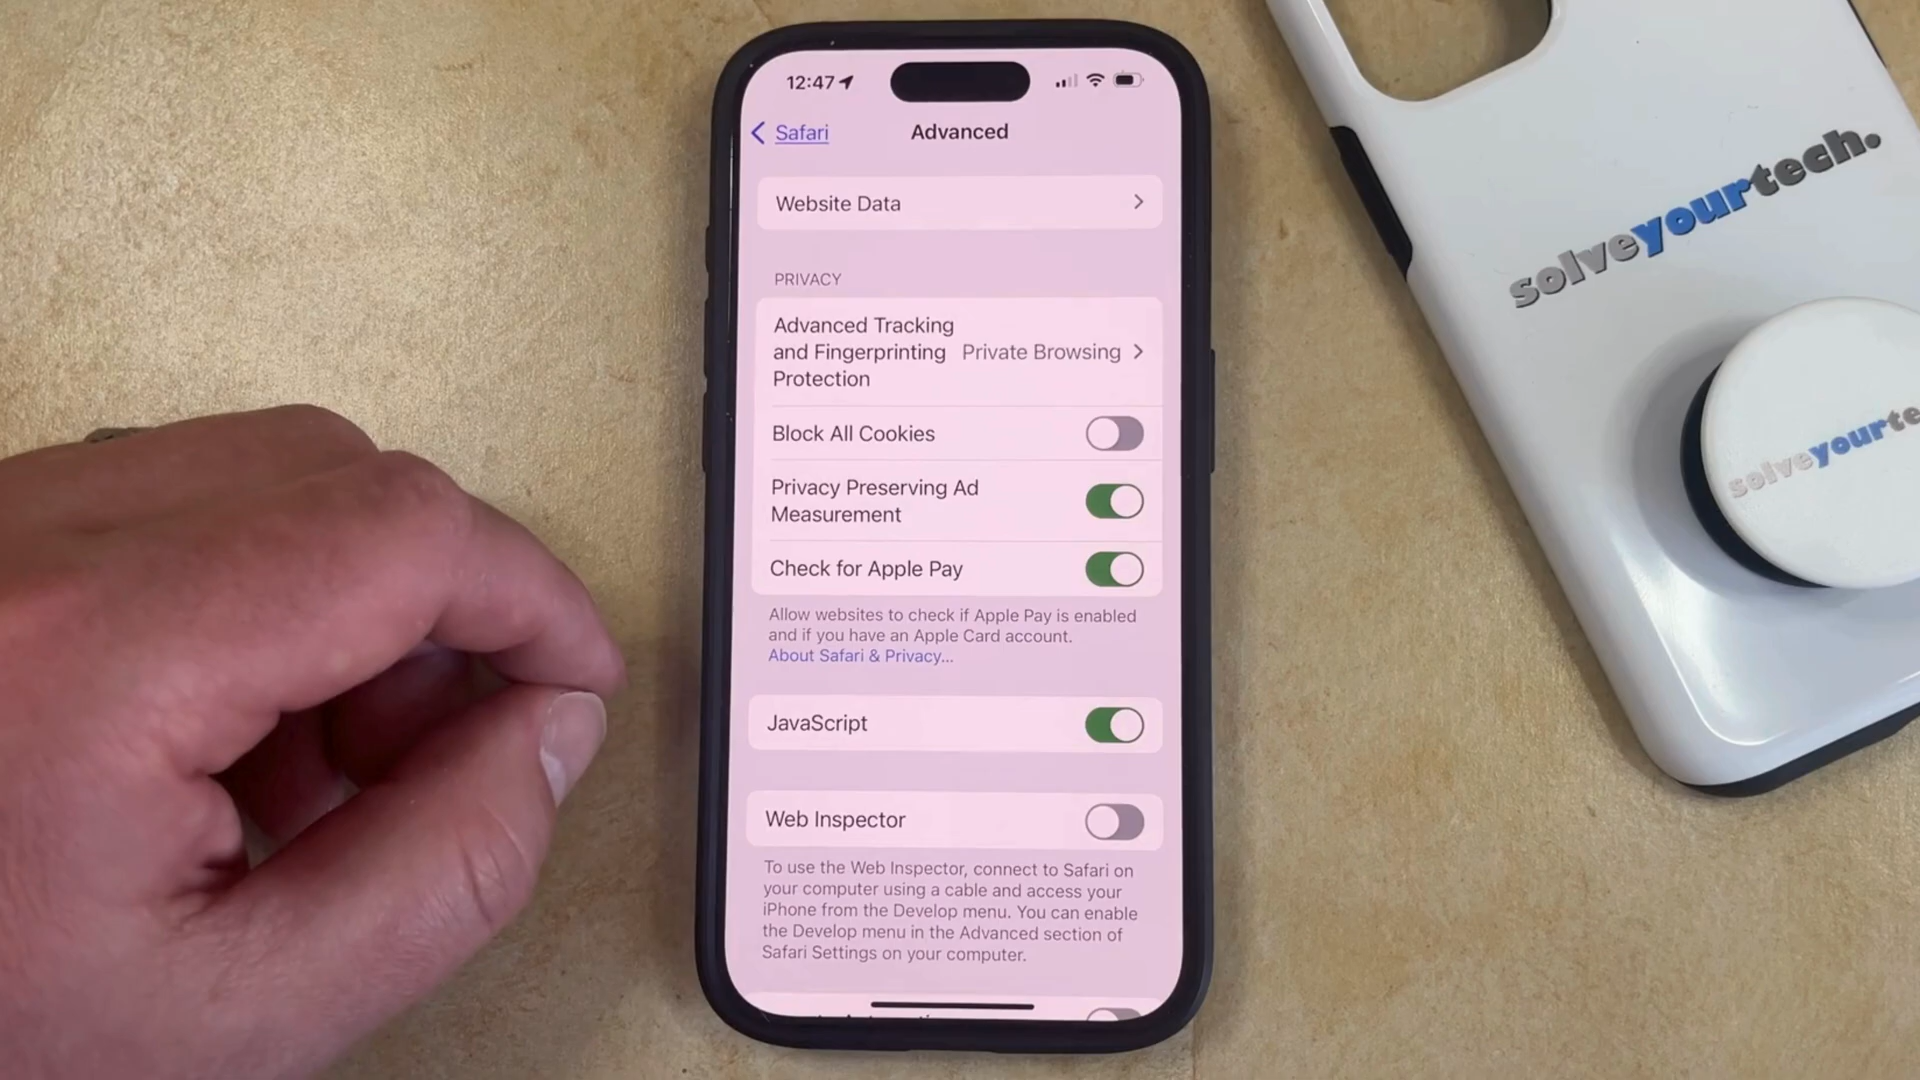 12:47
Safari
Advanced
Website Data
PRIVACY
Advanced Tracking
and Fingerprinting
Protection
Private Browsing
Block All Cookies
Privacy Preserving Ad
Measurement
Check for Apple Pay
Allow websites to check if Apple Pay is enabled
and if you have an Apple Card account.
About Safari & Privacy...
JavaScript
Web Inspector
To use the Web Inspector, connect to Safari on
your computer using a cable and access your
iPhone from the Develop menu. You can enable
the Develop menu in the Advanced section of
Safari Settings on your computer.
solveyourtech.
solveyourte